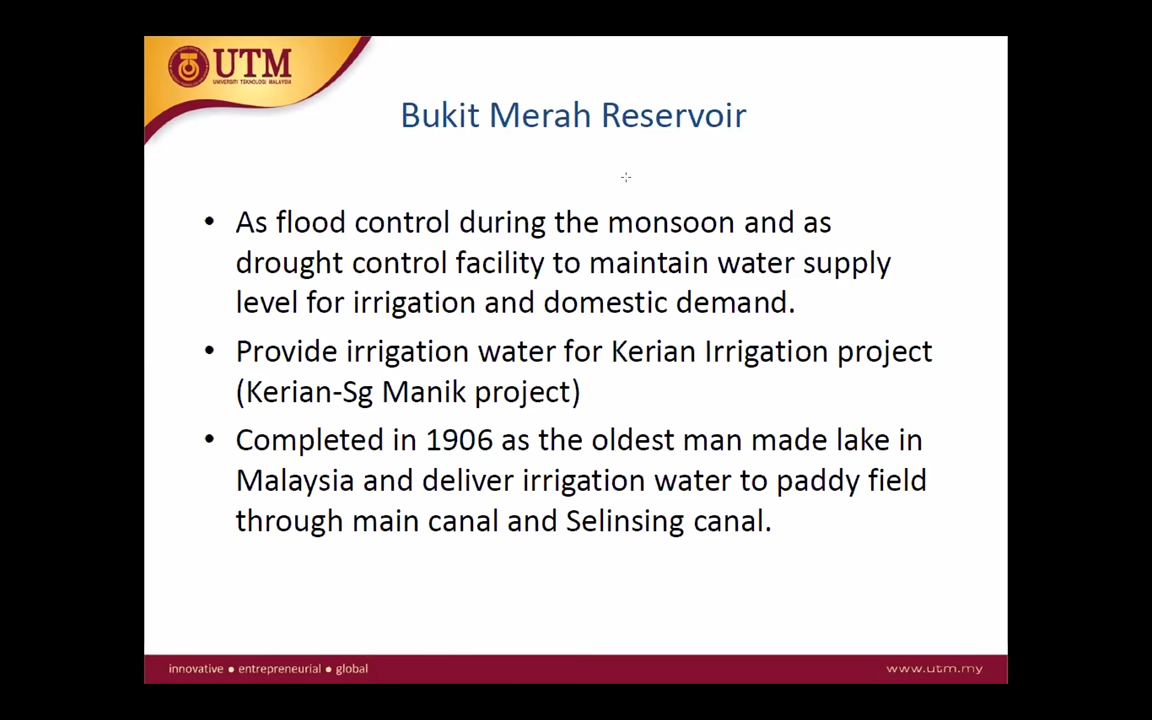 UTM
UNIVERSITI TEKNOLOGI MALAYSIA
Bukit Merah Reservoir
• As flood control during the monsoon and as
drought control facility to maintain water supply
level for irrigation and domestic demand.
• Provide irrigation water for Kerian Irrigation project
(Kerian-Sg Manik project)
• Completed in 1906 as the oldest man made lake in
Malaysia and deliver irrigation water to paddy field
through main canal and Selinsing canal.
innovative ● entrepreneurial ● global
www.utm.my